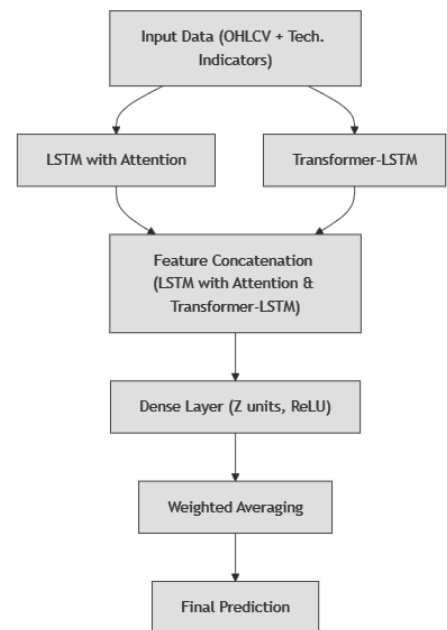 Input Data (OHLCV + Tech.
Indicators)
LSTM with Attention
Transformer-LSTM
Feature Concatenation
(LSTM with Attention &
Transformer-LSTM)
Dense Layer (Z units, ReLU)
Weighted Averaging
Final Prediction